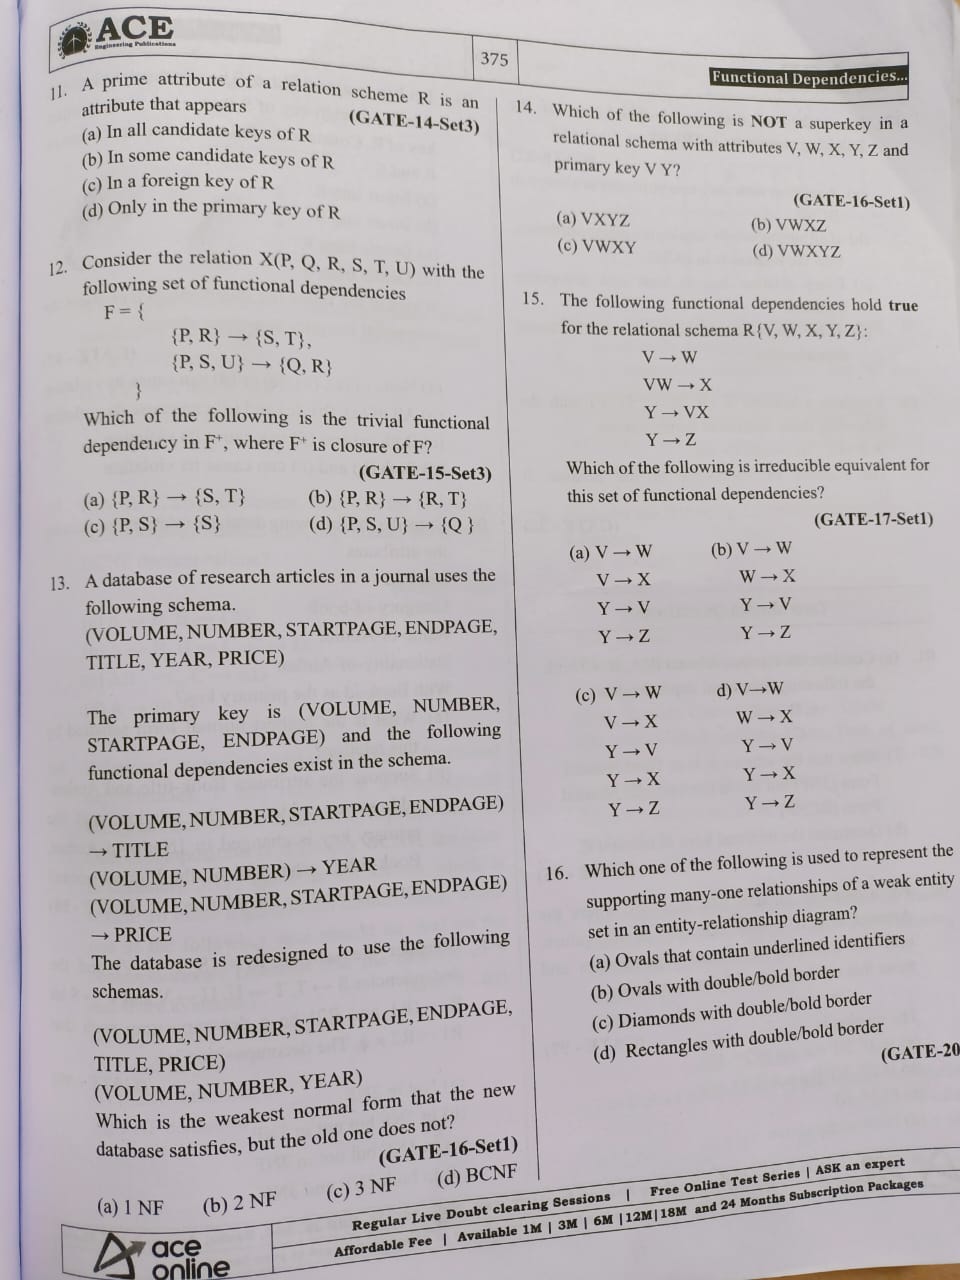 ACE
Engineering Publications
375
Functional Dependencies...
11. A prime attribute of a relation scheme R is an
attribute that appears
(GATE-14-Set3)
(a) In all candidate keys of R
(b) In some candidate keys of R
(c) In a foreign key of R
(d) Only in the primary key of R
12. Consider the relation X(P, Q, R, S, T, U) with the
following set of functional dependencies
F = {
{P, R} → {S, T},
{P, S, U} → {Q, R}
}
Which of the following is the trivial functional
dependency in F⁺, where F⁺ is closure of F?
(GATE-15-Set3)
(a) {P, R} → {S, T} (b) {P, R} → {R, T}
(c) {P, S} → {S} (d) {P, S, U} → {Q }
13. A database of research articles in a journal uses the
following schema.
(VOLUME, NUMBER, STARTPAGE, ENDPAGE,
TITLE, YEAR, PRICE)
The primary key is (VOLUME, NUMBER,
STARTPAGE, ENDPAGE) and the following
functional dependencies exist in the schema.
(VOLUME, NUMBER, STARTPAGE, ENDPAGE)
→ TITLE
(VOLUME, NUMBER) → YEAR
(VOLUME, NUMBER, STARTPAGE, ENDPAGE)
→ PRICE
The database is redesigned to use the following
schemas.
(VOLUME, NUMBER, STARTPAGE, ENDPAGE,
TITLE, PRICE)
(VOLUME, NUMBER, YEAR)
Which is the weakest normal form that the new
database satisfies, but the old one does not?
(GATE-16-Set1)
(a) 1 NF (b) 2 NF (c) 3 NF (d) BCNF
14. Which of the following is NOT a superkey in a
relational schema with attributes V, W, X, Y, Z and
primary key V Y?
(GATE-16-Set1)
(a) VXYZ (b) VWXZ
(c) VWXY (d) VWXYZ
15. The following functional dependencies hold true
for the relational schema R{V, W, X, Y, Z}:
V → W
VW → X
Y → VX
Y → Z
Which of the following is irreducible equivalent for
this set of functional dependencies?
(GATE-17-Set1)
(a) V → W (b) V → W
V → X W → X
Y → V Y → V
Y → Z Y → Z
(c) V → W d) V→W
V → X W → X
Y → V Y → V
Y → X Y → X
Y → Z Y → Z
16. Which one of the following is used to represent the
supporting many-one relationships of a weak entity
set in an entity-relationship diagram?
(a) Ovals that contain underlined identifiers
(b) Ovals with double/bold border
(c) Diamonds with double/bold border
(d) Rectangles with double/bold border
(GATE-20
ace
online
Regular Live Doubt clearing Sessions | Free Online Test Series | ASK an expert
Affordable Fee | Available 1M | 3M | 6M | 12M | 18M and 24 Months Subscription Packages